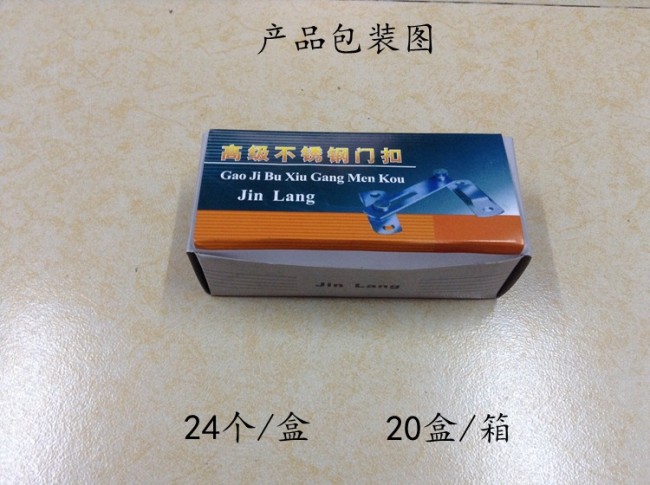 产品包装图
高级不锈钢门扣
Gao Ji Bu Xiu Gang Men Kou
Jin Lang
Jin Lang
24个/盒 20盒/箱